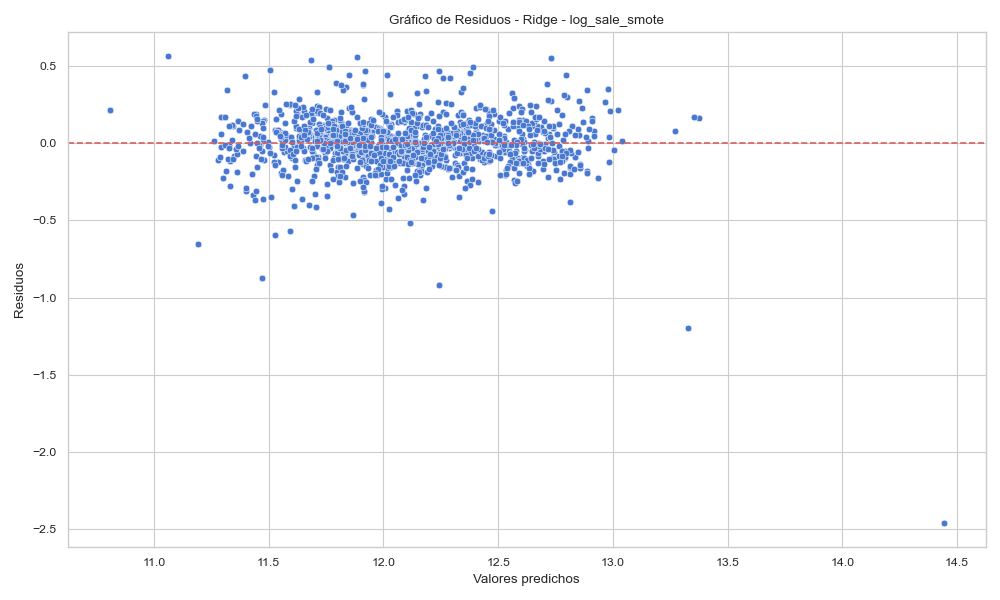 Gráfico de Residuos - Ridge - log_sale_smote
0.5
0.0
−0.5
−1.0
−1.5
−2.0
−2.5
Residuos
11.0 11.5 12.0 12.5 13.0 13.5 14.0 14.5
Valores predichos